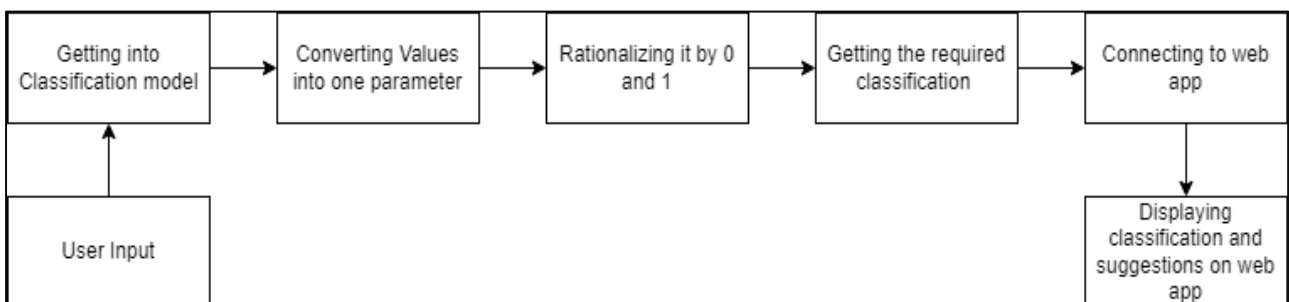 Getting into
Classification model
Converting Values
into one parameter
Rationalizing it by 0
and 1
Getting the required
classification
Connecting to web
app
User Input
Displaying
classification and
suggestions on web
app